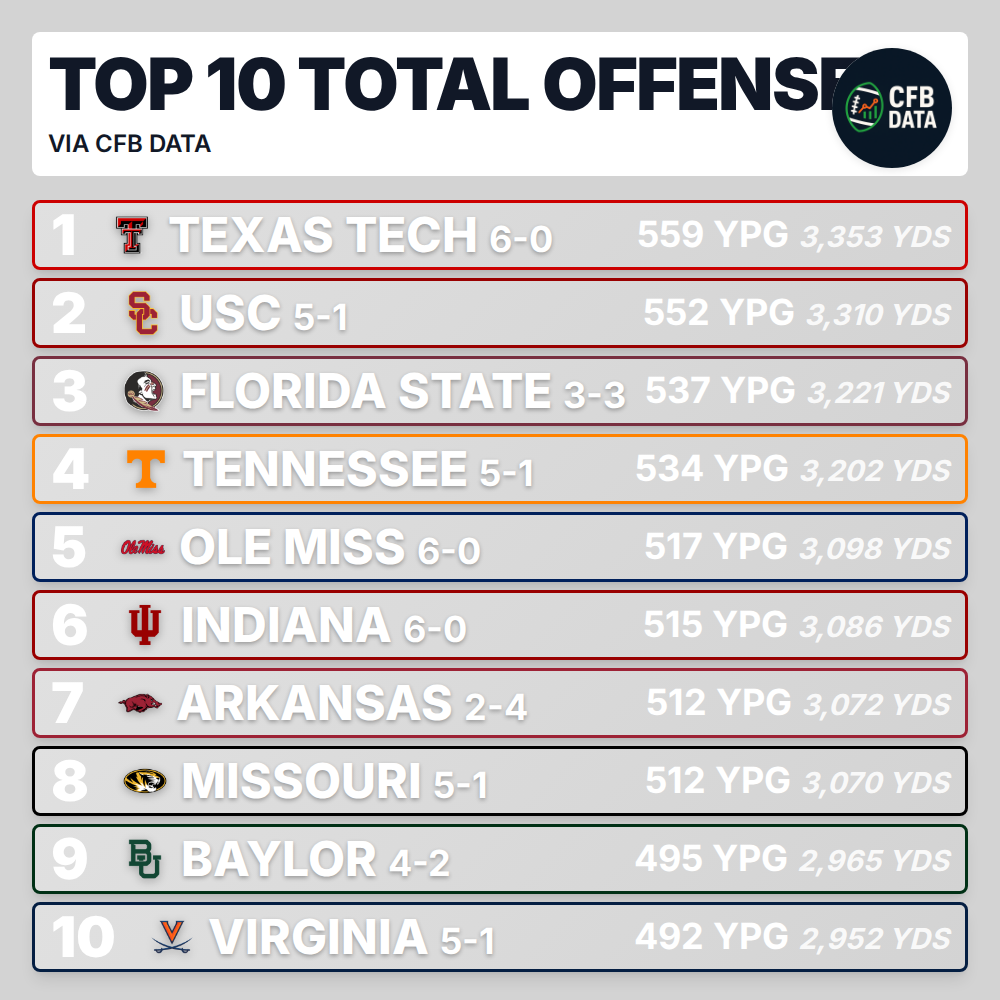 TOP 10 TOTAL OFFENSE
VIA CFB DATA
CFB
DATA
1 TEXAS TECH 6-0 559 YPG 3,353 YDS
2 SC USC 5-1 552 YPG 3,310 YDS
3 FLORIDA STATE 3-3 537 YPG 3,221 YDS
4 T TENNESSEE 5-1 534 YPG 3,202 YDS
5 Ole Miss OLE MISS 6-0 517 YPG 3,098 YDS
6 INDIANA 6-0 515 YPG 3,086 YDS
7 ARKANSAS 2-4 512 YPG 3,072 YDS
8 MISSOURI 5-1 512 YPG 3,070 YDS
9 BU BAYLOR 4-2 495 YPG 2,965 YDS
10 V VIRGINIA 5-1 492 YPG 2,952 YDS